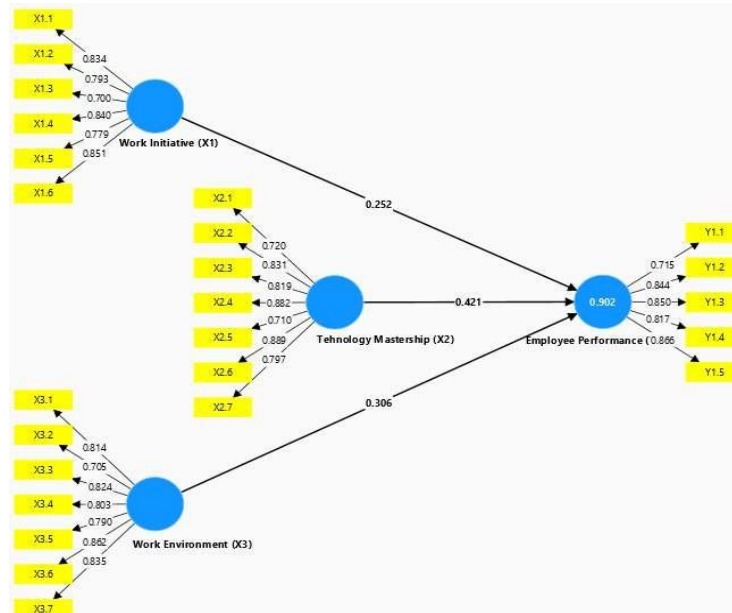 X1.1
X1.2
X1.3
X1.4
X1.5
X1.6
0.834
0.793
0.700
0.840
0.779
0.851
Work Initiative (X1)
0.252
X2.1
X2.2
X2.3
X2.4
X2.5
X2.6
X2.7
0.720
0.831
0.819
0.882
0.710
0.889
0.797
Tehnology Mastership (X2)
0.421
X3.1
X3.2
X3.3
X3.4
X3.5
X3.6
X3.7
0.814
0.705
0.824
0.803
0.790
0.862
0.835
Work Environment (X3)
0.306
0.902
Employee Performance (
0.715
0.844
0.850
0.817
0.866
Y1.1
Y1.2
Y1.3
Y1.4
Y1.5